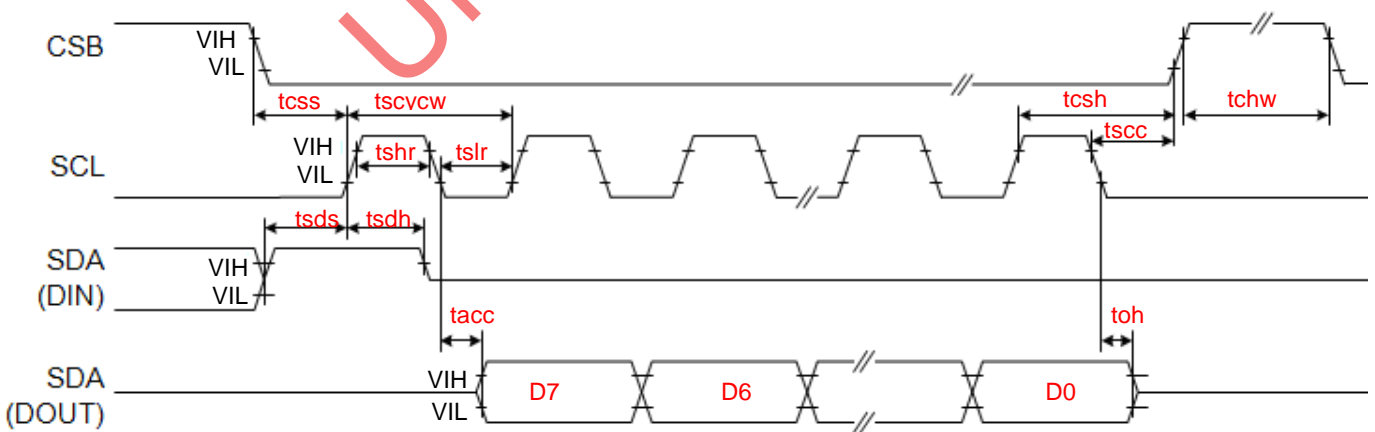 CSB
VIH
VIL
tcss
tscvcw
tcsh
tchw
tscc
SCL
VIH
VIL
tshr
tslr
tsds
tsdh
SDA
(DIN)
VIH
VIL
tacc
toh
SDA
(DOUT)
VIH
VIL
D7
D6
D0